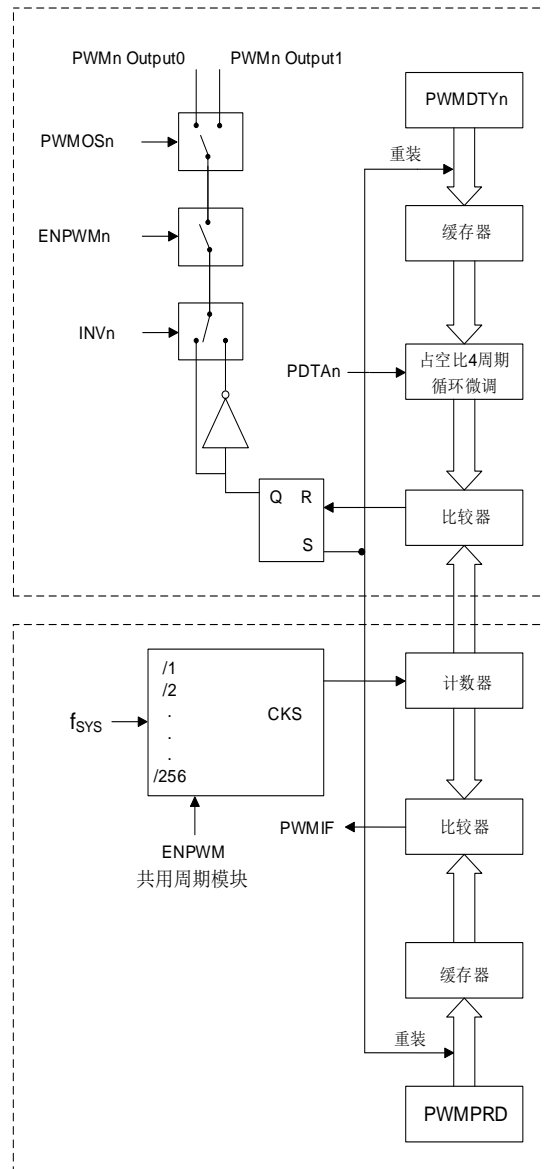 PWMn Output0
PWMn Output1
PWMDTYn
PWMOSn
重装
ENPWMn
缓存器
INVn
占空比4周期
循环微调
PDTAn
Q
R
S
比较器
/1
/2
.
.
.
/256
CKS
fSYS
计数器
ENPWM
共用周期模块
PWMIF
比较器
缓存器
重装
PWMPRD